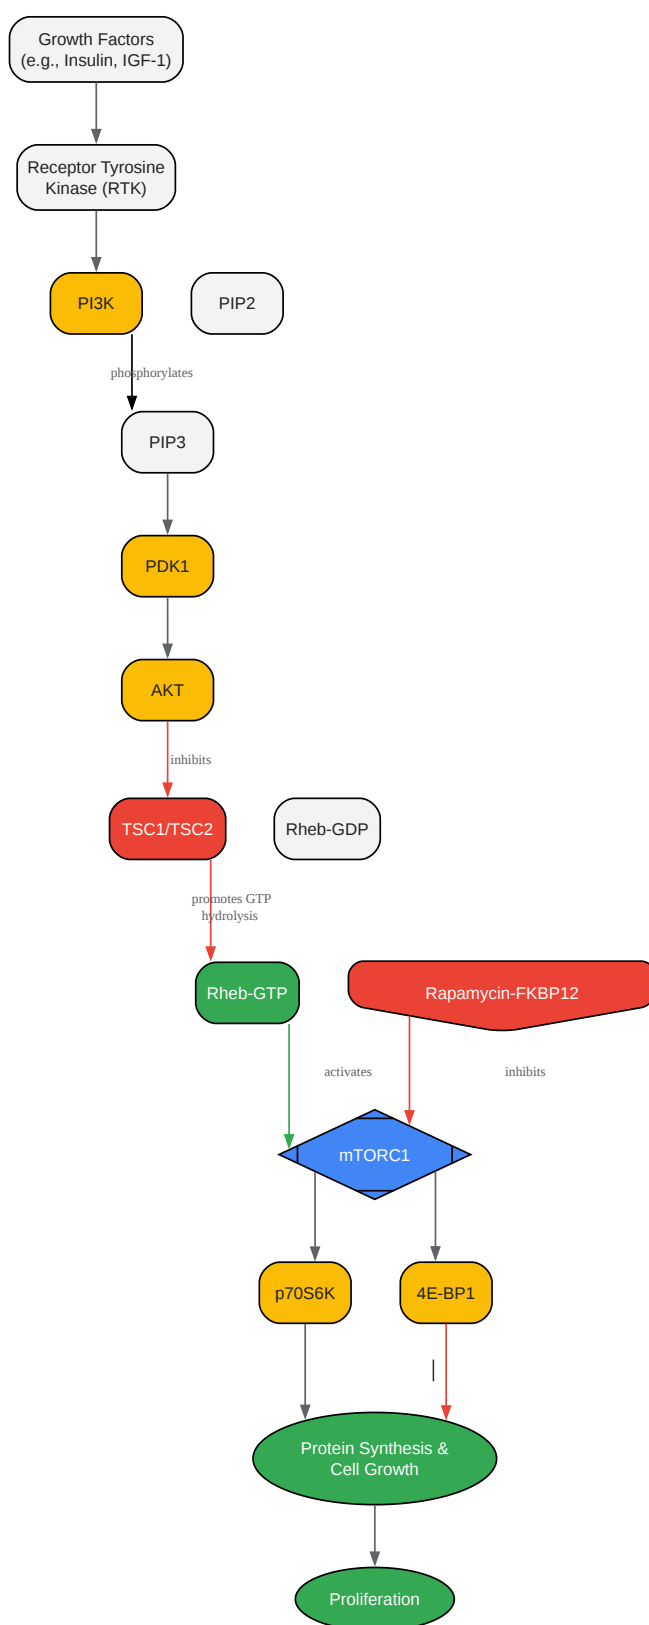 Growth Factors
(e.g., Insulin, IGF-1)
Receptor Tyrosine
Kinase (RTK)
PI3K
PIP2
phosphorylates
PIP3
PDK1
AKT
inhibits
TSC1/TSC2
Rheb-GDP
promotes GTP
hydrolysis
Rheb-GTP
Rapamycin-FKBP12
activates
inhibits
mTORC1
p70S6K
4E-BP1
|
Protein Synthesis &
Cell Growth
Proliferation